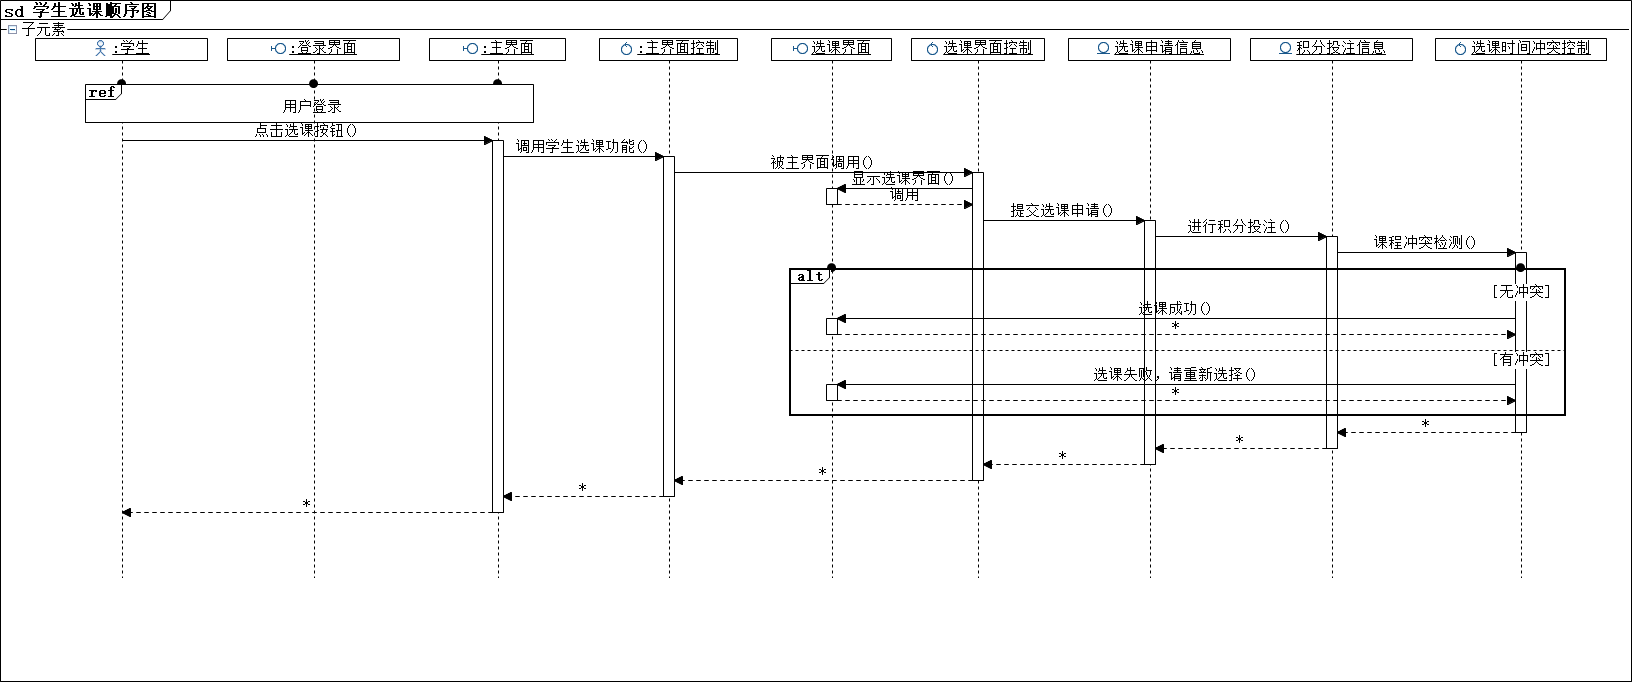 sd 学生选课顺序图
子元素
:学生
:登录界面
:主界面
:主界面控制
选课界面
选课界面控制
选课申请信息
积分投注信息
选课时间冲突控制
ref
用户登录
点击选课按钮()
调用学生选课功能()
被主界面调用()
显示选课界面()
调用
提交选课申请()
进行积分投注()
课程冲突检测()
alt
[无冲突]
选课成功()
*
[有冲突]
选课失败，请重新选择()
*
*
*
*
*
*
*